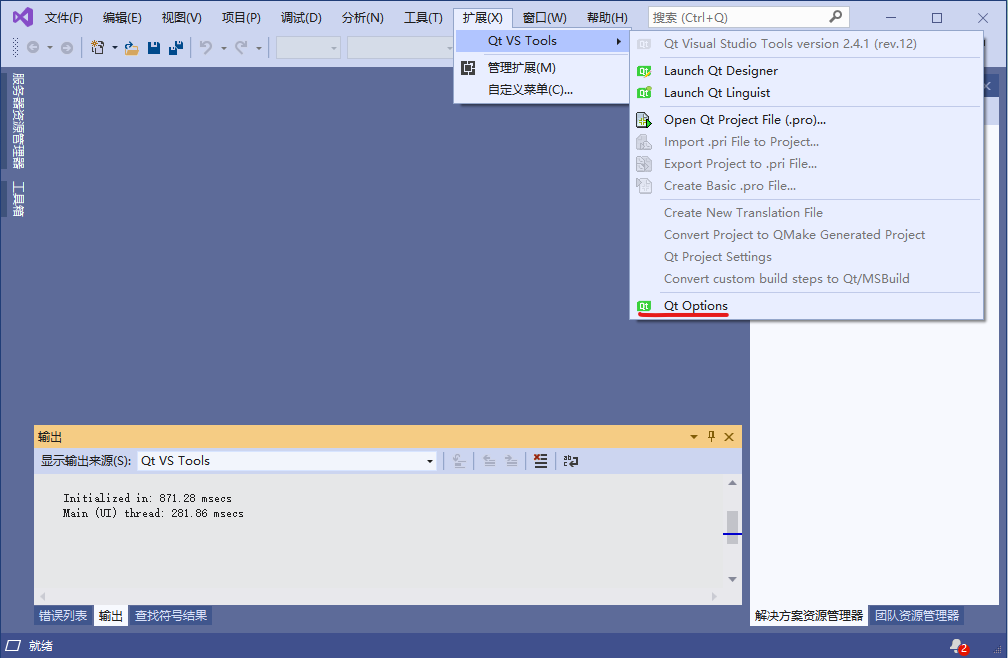 文件(F) 编辑(E) 视图(V) 项目(P) 调试(D) 分析(N) 工具(T) 扩展(X) 窗口(W) 帮助(H) 搜索 (Ctrl+Q)
Qt VS Tools
管理扩展(M)
自定义菜单(C)...
Qt Visual Studio Tools version 2.4.1 (rev.12)
Launch Qt Designer
Launch Qt Linguist
Open Qt Project File (.pro)...
Import .pri File to Project...
Export Project to .pri File...
Create Basic .pro File...
Create New Translation File
Convert Project to QMake Generated Project
Qt Project Settings
Convert custom build steps to Qt/MSBuild
Qt Options
服务器资源管理器
工具箱
输出
显示输出来源(S): Qt VS Tools
Initialized in: 871.28 msecs
Main (UI) thread: 281.86 msecs
错误列表 输出 查找符号结果
解决方案资源管理器 团队资源管理器
就绪
2